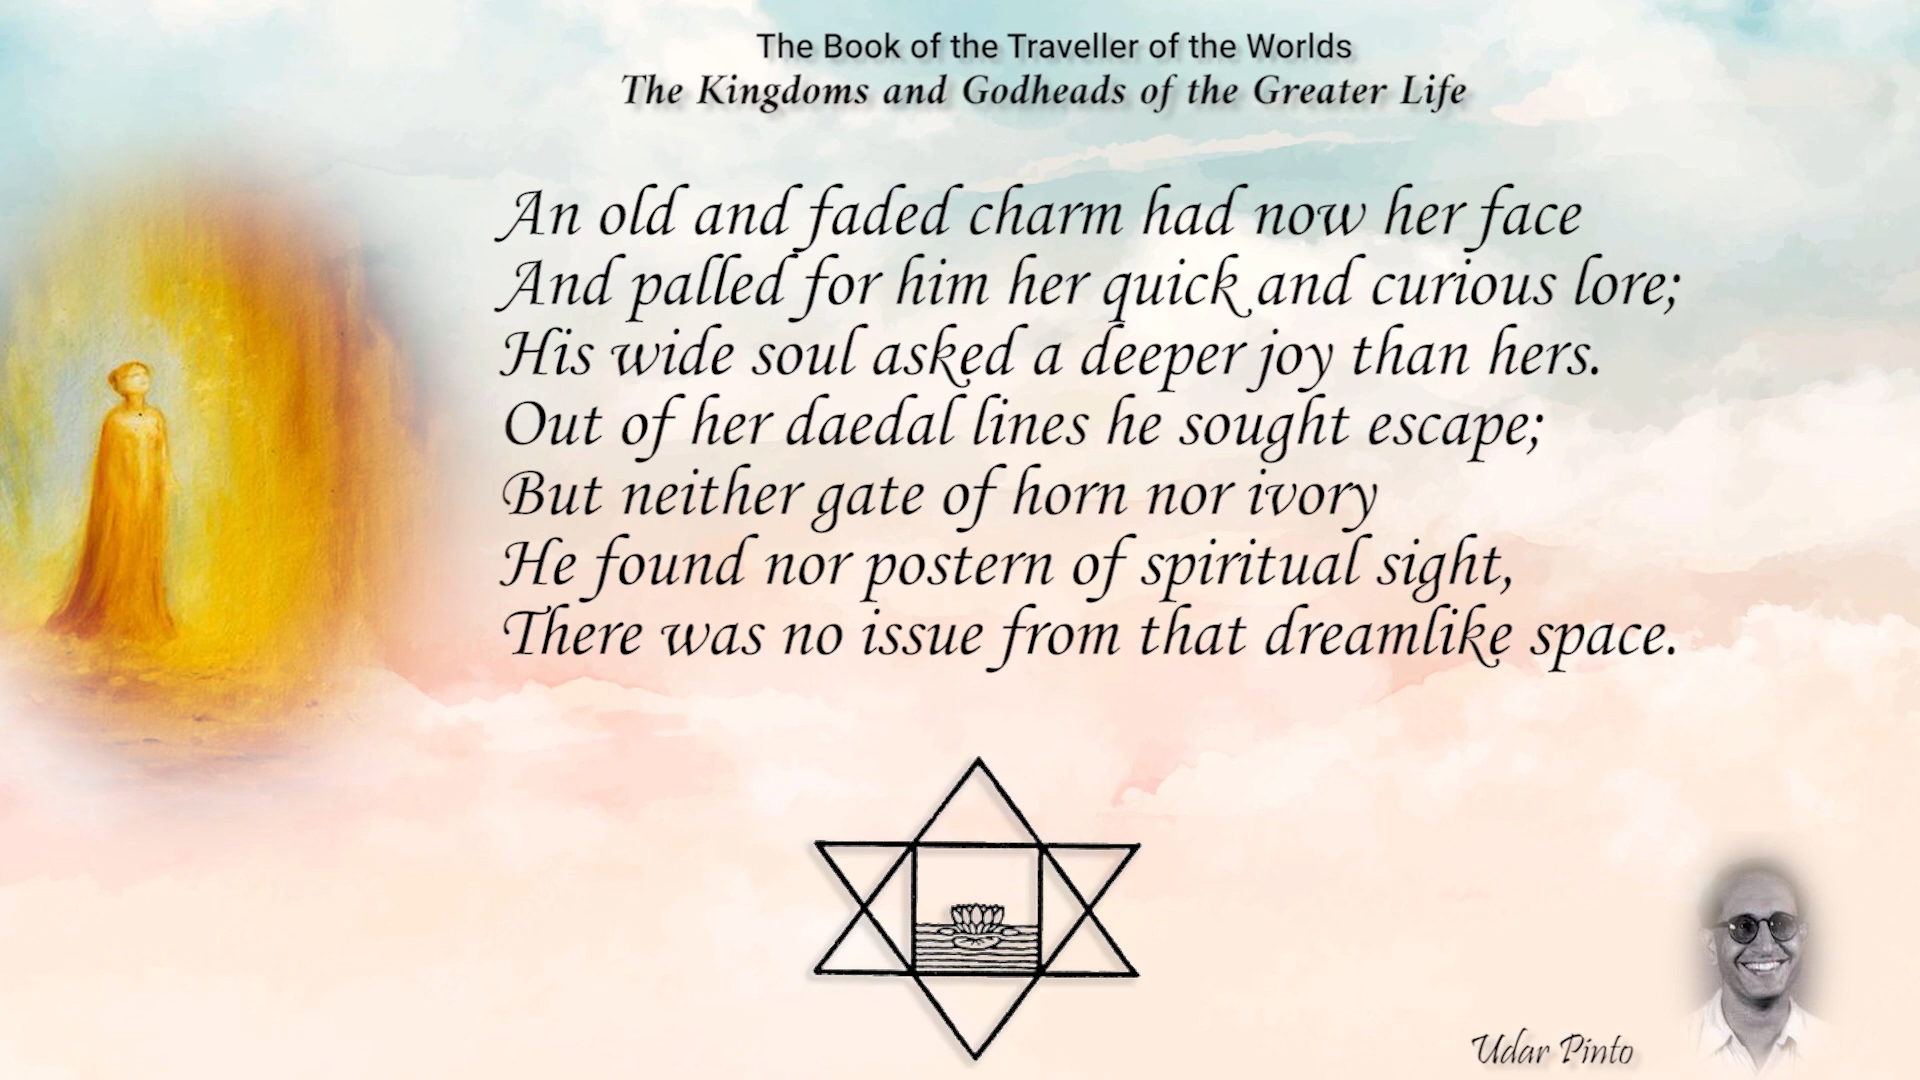 The Book of the Traveller of the Worlds
The Kingdoms and Godheads of the Greater Life
An old and faded charm had now her face
And palled for him her quick and curious lore;
His wide soul asked a deeper joy than hers.
Out of her daedal lines he sought escape;
But neither gate of horn nor ivory
He found nor postern of spiritual sight,
There was no issue from that dreamlike space.
Udar Pinto